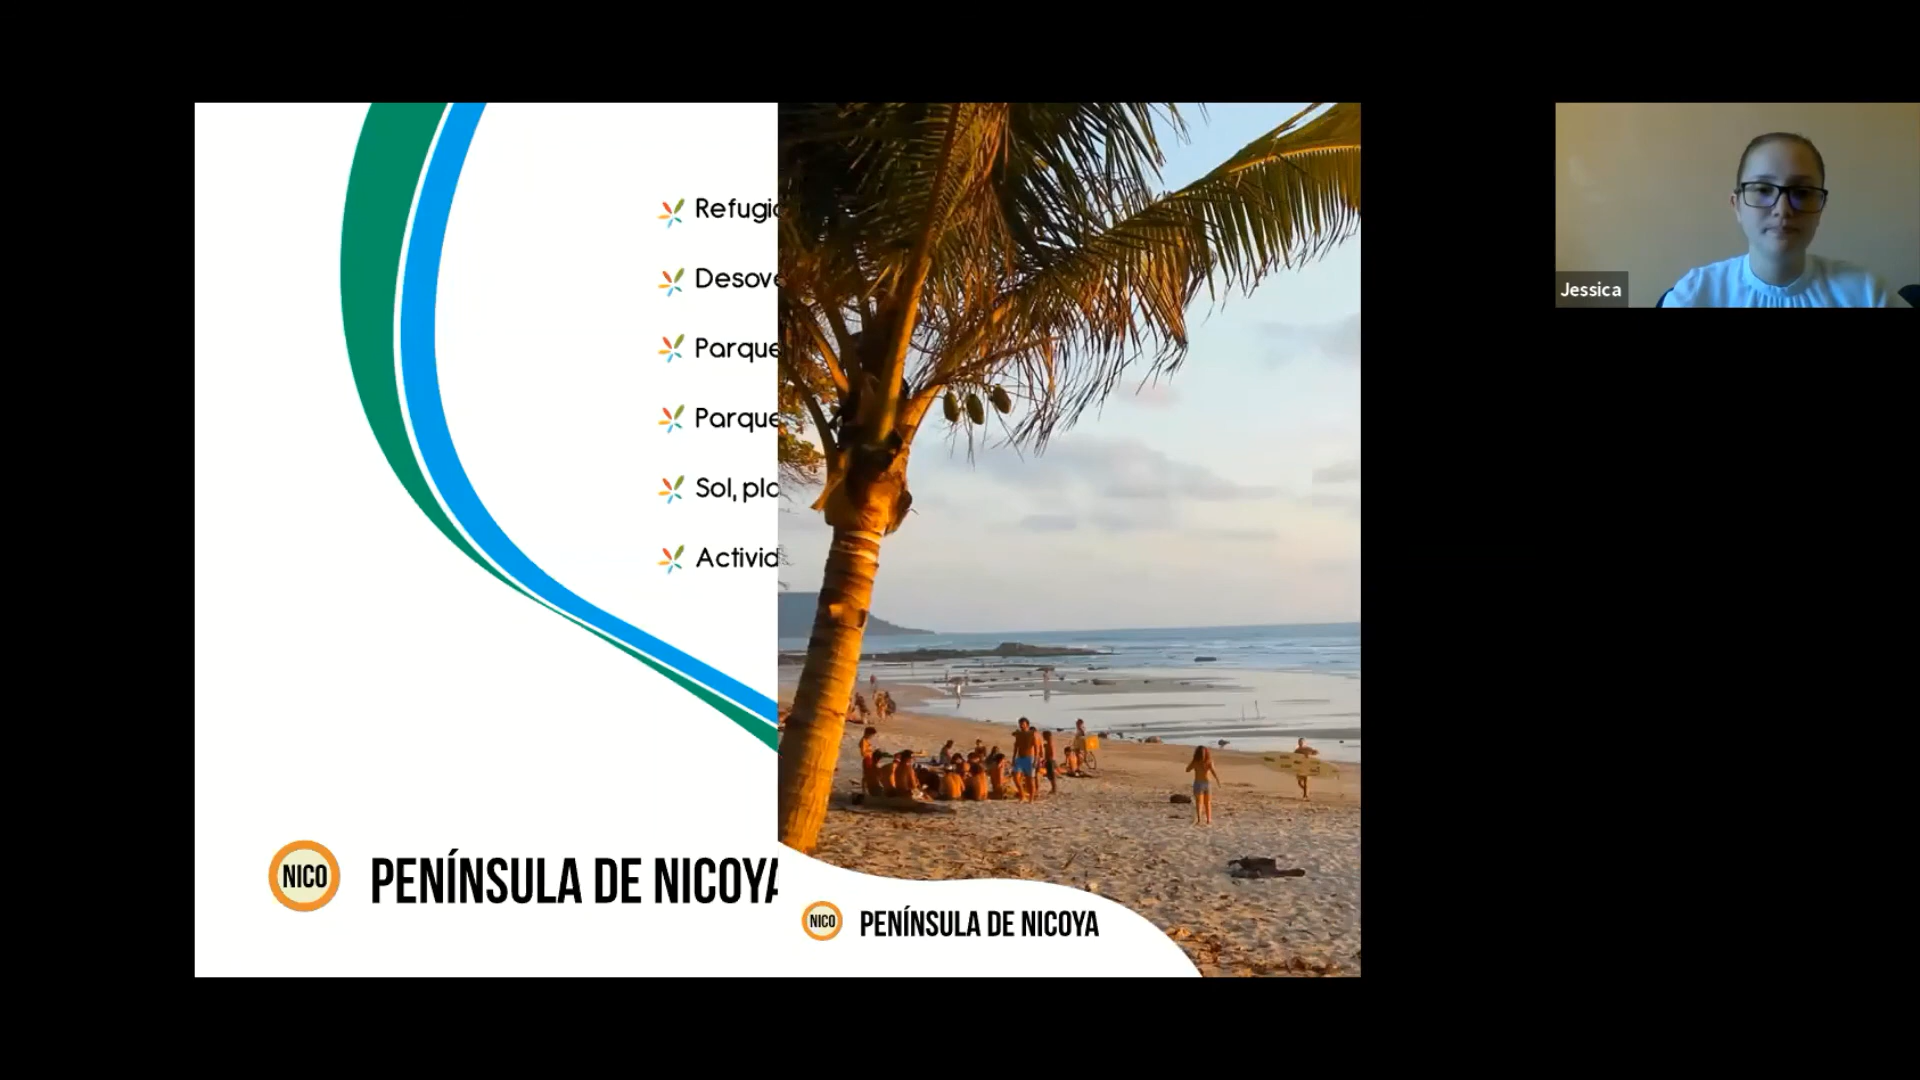 Refugio
Desove
Parque
Parque
Sol, pla
Activid
NICO PENÍNSULA DE NICOYA
NICO PENÍNSULA DE NICOYA
Jessica